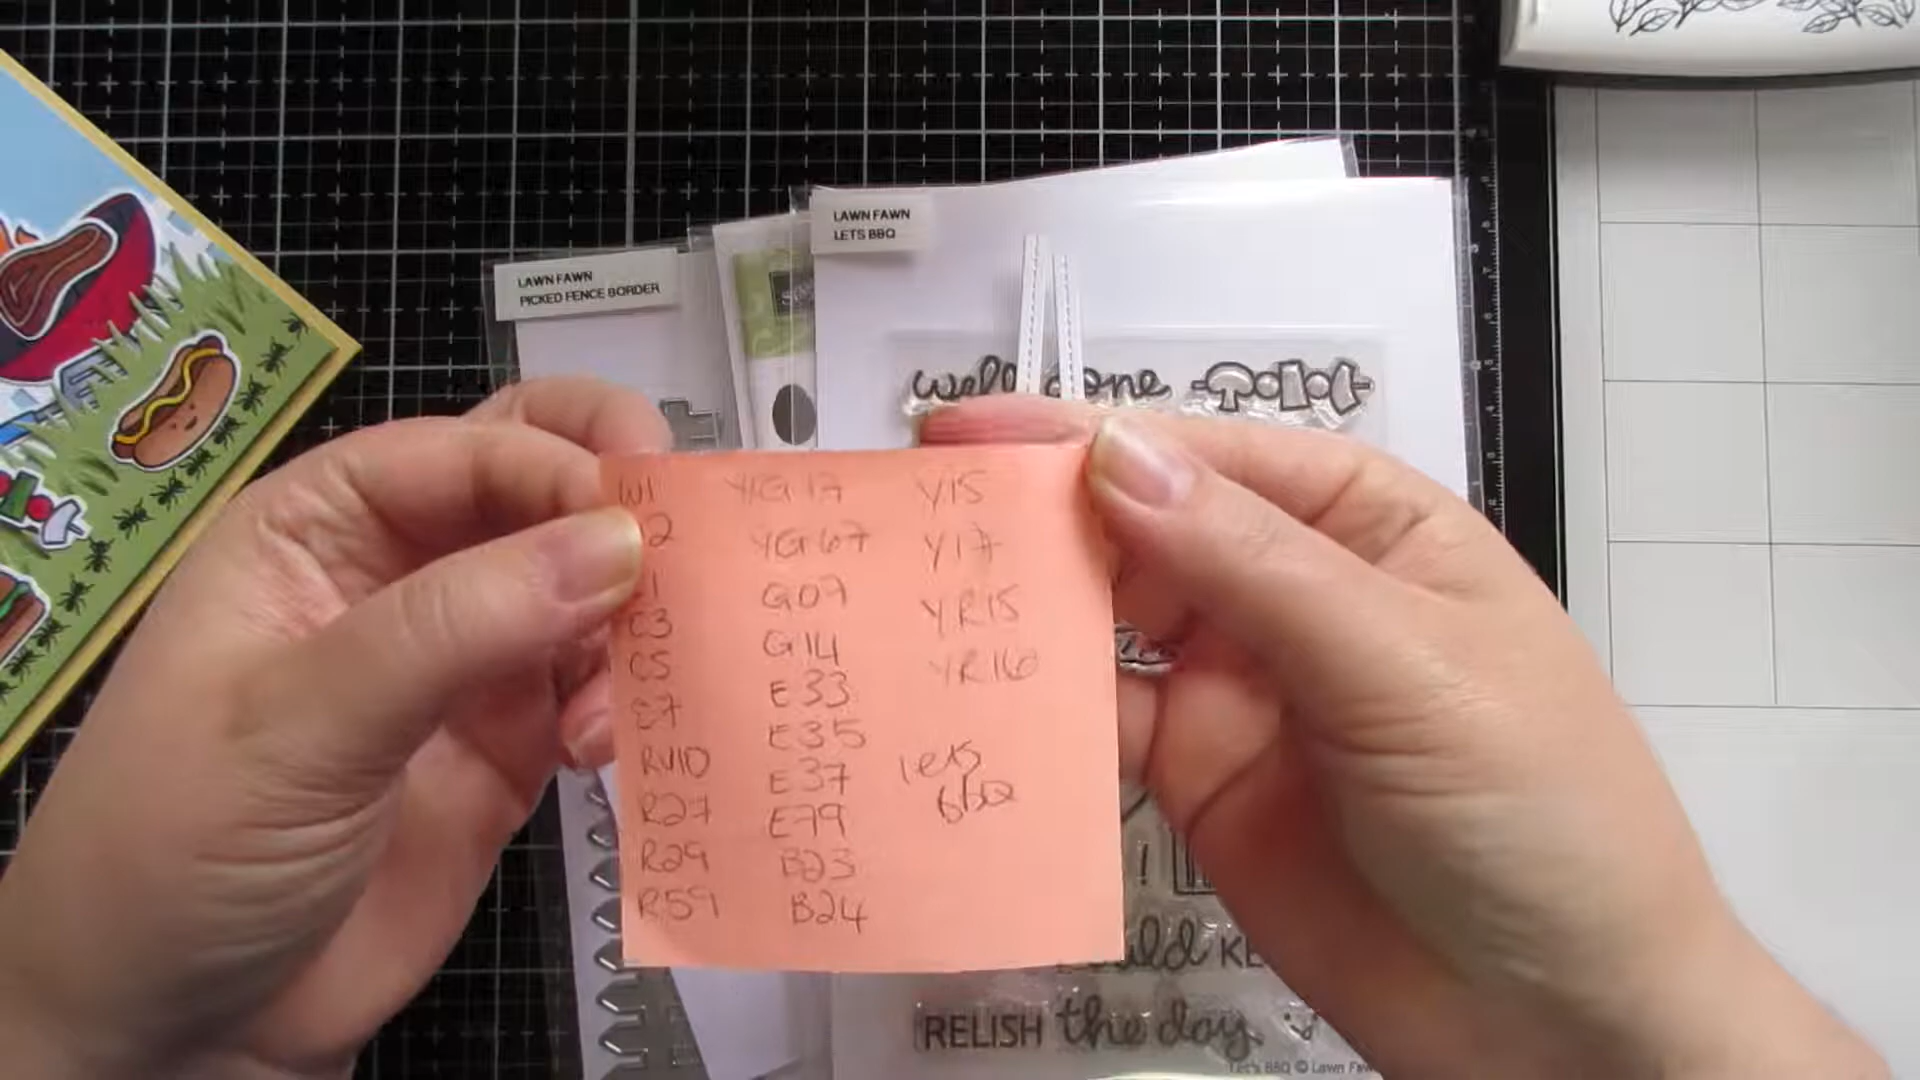 LAWN FAWN
LETS BBQ
LAWN FAWN
PICKED FENCE BORDER
well done
W1
C3
C5
C7
RV10
R27
R29
R59
YG17
YG67
G07
G14
E33
E35
E37
E79
B23
B24
Y15
Y17
YR15
YR16
lets
BBQ
!
RELISH the day
Let's BBQ © Lawn Fawn